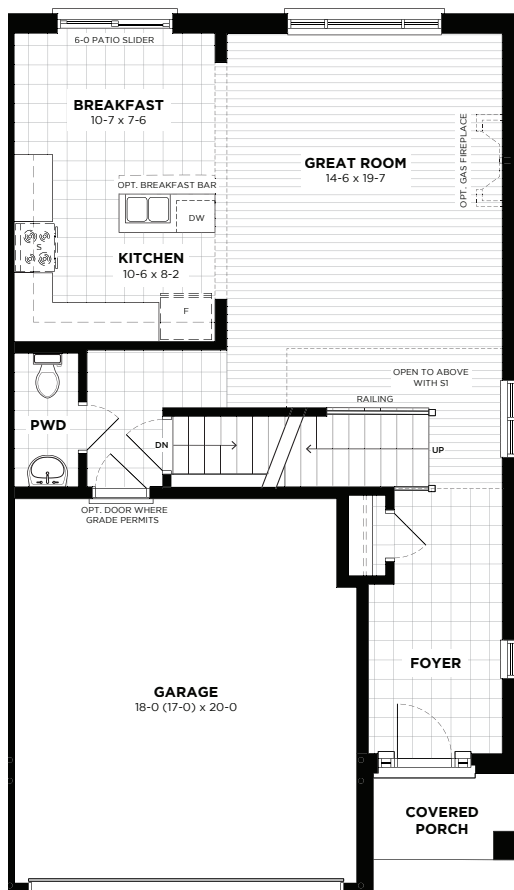 6-0 PATIO SLIDER
BREAKFAST
10-7 x 7-6
GREAT ROOM
14-6 x 19-7
OPT. GAS FIREPLACE
OPT. BREAKFAST BAR
DW
S
KITCHEN
10-6 x 8-2
F
OPEN TO ABOVE
WITH S1
RAILING
PWD
DN
UP
OPT. DOOR WHERE
GRADE PERMITS
FOYER
GARAGE
18-0 (17-0) x 20-0
COVERED
PORCH